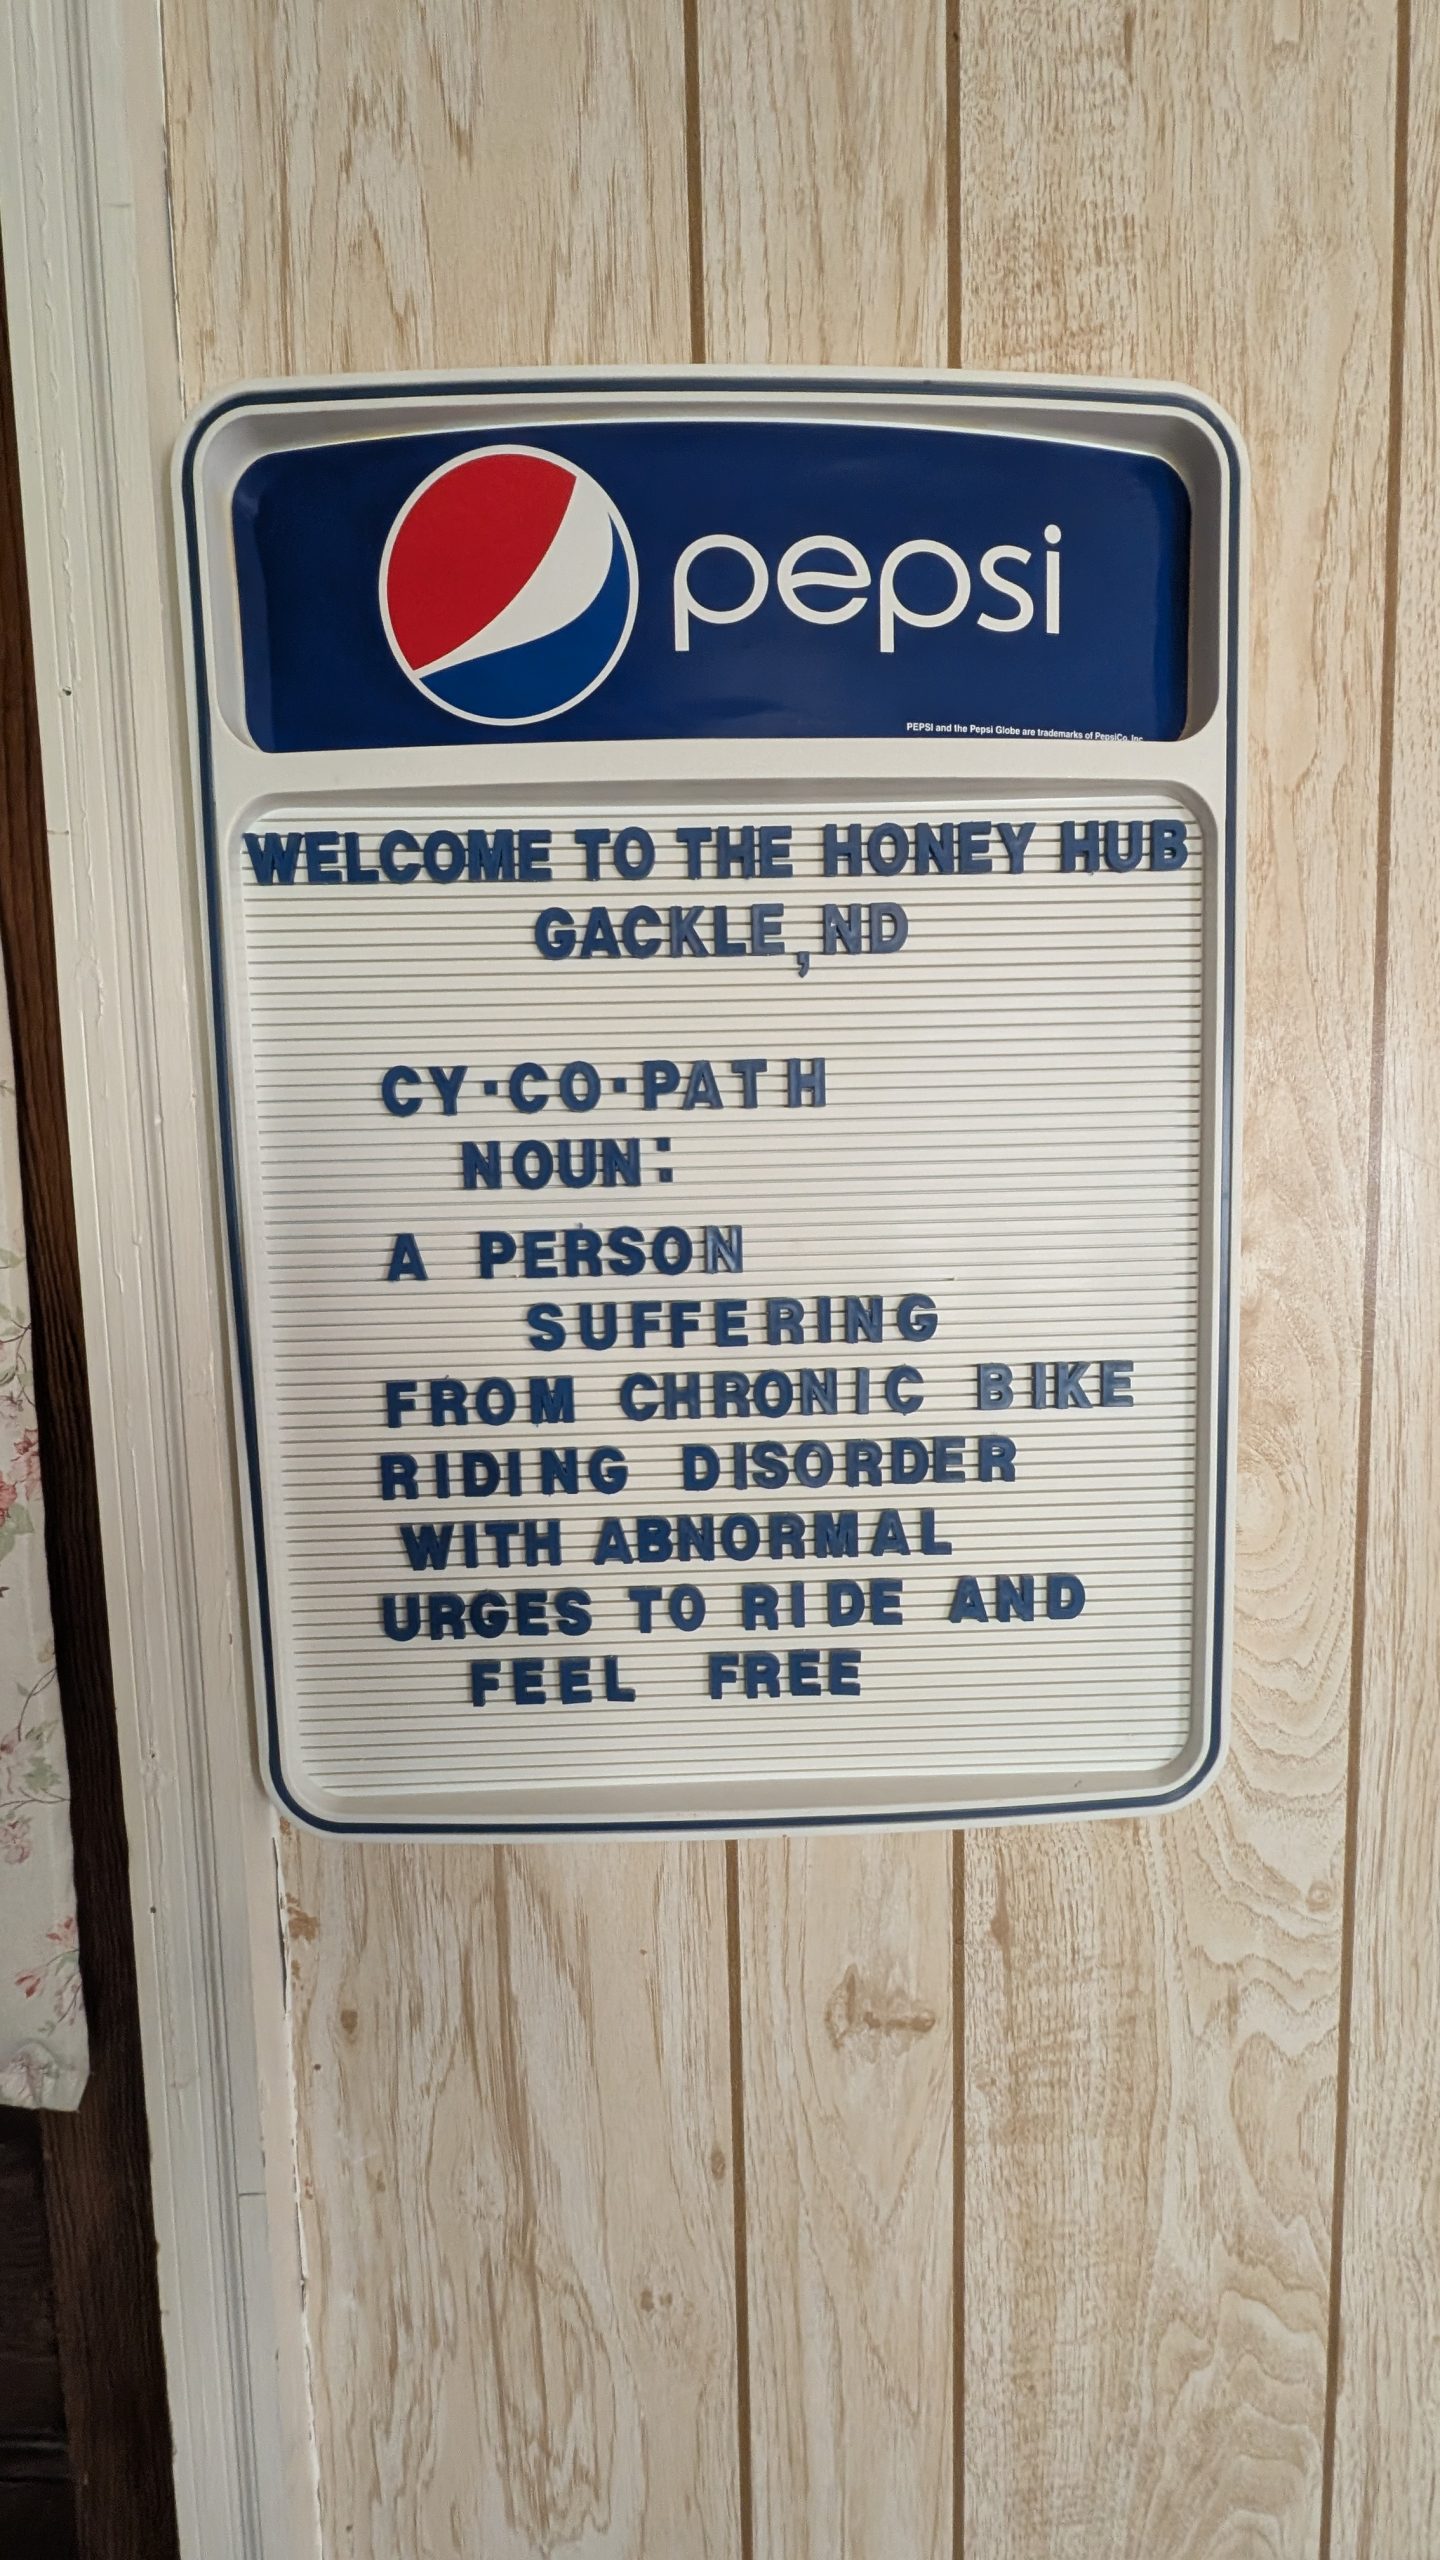 pepsi
PEPSI and the Pepsi Globe are trademarks of PepsiCo, Inc.
WELCOME TO THE HONEY HUB
GACKLE, ND
CY·CO·PATH
NOUN:
A PERSON
SUFFERING
FROM CHRONIC BIKE
RIDING DISORDER
WITH ABNORMAL
URGES TO RIDE AND
FEEL FREE